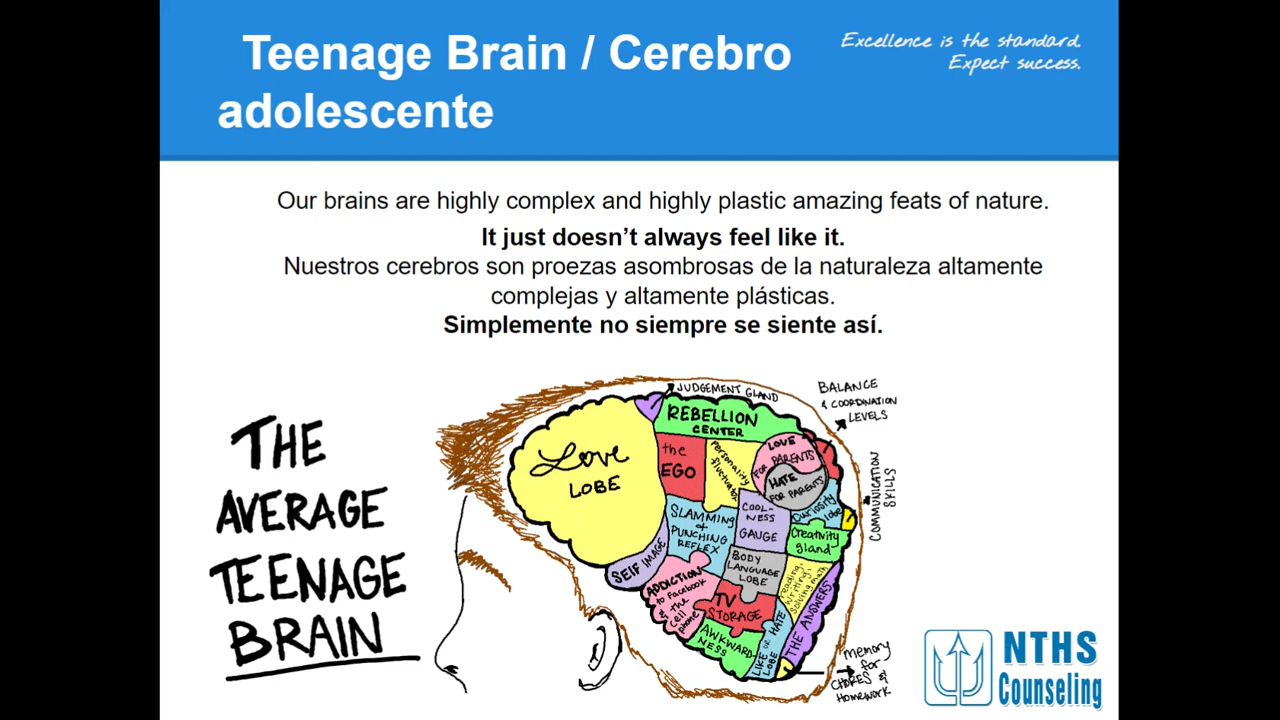 Teenage Brain / Cerebro
adolescente
Excellence is the standard.
Expect success.
Our brains are highly complex and highly plastic amazing feats of nature.
It just doesn't always feel like it.
Nuestros cerebros son proezas asombrosas de la naturaleza altamente
complejas y altamente plásticas.
Simplemente no siempre se siente así.
THE
AVERAGE
TEENAGE
BRAIN
JUDGEMENT GLAND
BALANCE
& COORDINATION
LEVELS
REBELLION
CENTER
Love
LOBE
the
EGO
Personality
fluctuator
LOVE
FOR PARENTS
HATE
FOR PARENTS
COMMUNICATION
SKILLS
SLAMMING
+
PUNCHING
REFLEX
COOL-
NESS
GAUGE
Curiosity
lobe
Creativity
gland
SELF IMAGE
BODY
LANGUAGE
LOBE
reading,
writing,
solving math
ADDICTION
to Facebook
& the
cell
phone
TV
STORAGE
THE ANSWERS
AWKWARD-
NESS
LIKE OR HATE
LOBE
Memory
for
CHORES &
Homework
NTHS
Counseling